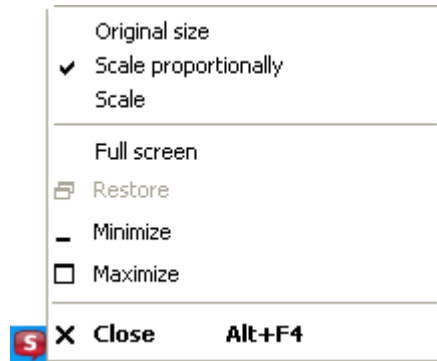 Original size
Scale proportionally
Scale
Full screen
Restore
Minimize
Maximize
S Close Alt+F4